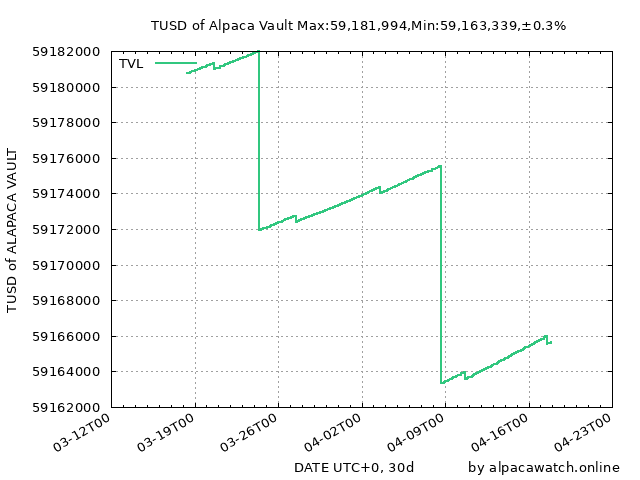 TUSD of Alpaca Vault Max:59,181,994,Min:59,163,339,±0.3%
TVL
59182000
59180000
59178000
59176000
59174000
59172000
59170000
59168000
59166000
59164000
59162000
TUSD of ALAPACA VAULT
03-12T00
03-19T00
03-26T00
04-02T00
04-09T00
04-16T00
04-23T00
DATE UTC+0, 30d
by alpacawatch.online